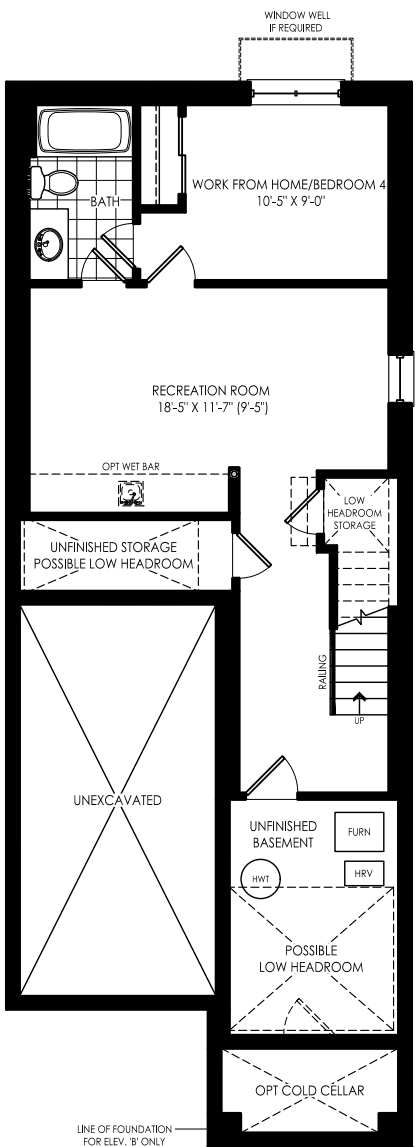 WINDOW WELL
IF REQUIRED
WORK FROM HOME/BEDROOM 4
10'-5" X 9'-0"
BATH
RECREATION ROOM
18'-5" X 11'-7" (9'-5")
OPT WET BAR
LOW
HEADROOM
STORAGE
UNFINISHED STORAGE
POSSIBLE LOW HEADROOM
RAILING
UP
UNEXCAVATED
UNFINISHED
BASEMENT
FURN
HWT
HRV
POSSIBLE
LOW HEADROOM
OPT COLD CELLAR
LINE OF FOUNDATION
FOR ELEV. 'B' ONLY